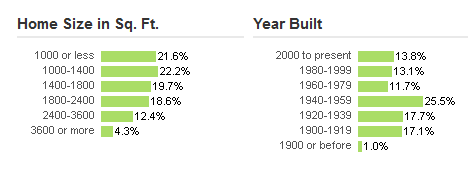 Home Size in Sq. Ft.
1000 or less 21.6%
1000-1400 22.2%
1400-1800 19.7%
1800-2400 18.6%
2400-3600 12.4%
3600 or more 4.3%
Year Built
2000 to present 13.8%
1980-1999 13.1%
1960-1979 11.7%
1940-1959 25.5%
1920-1939 17.7%
1900-1919 17.1%
1900 or before 1.0%